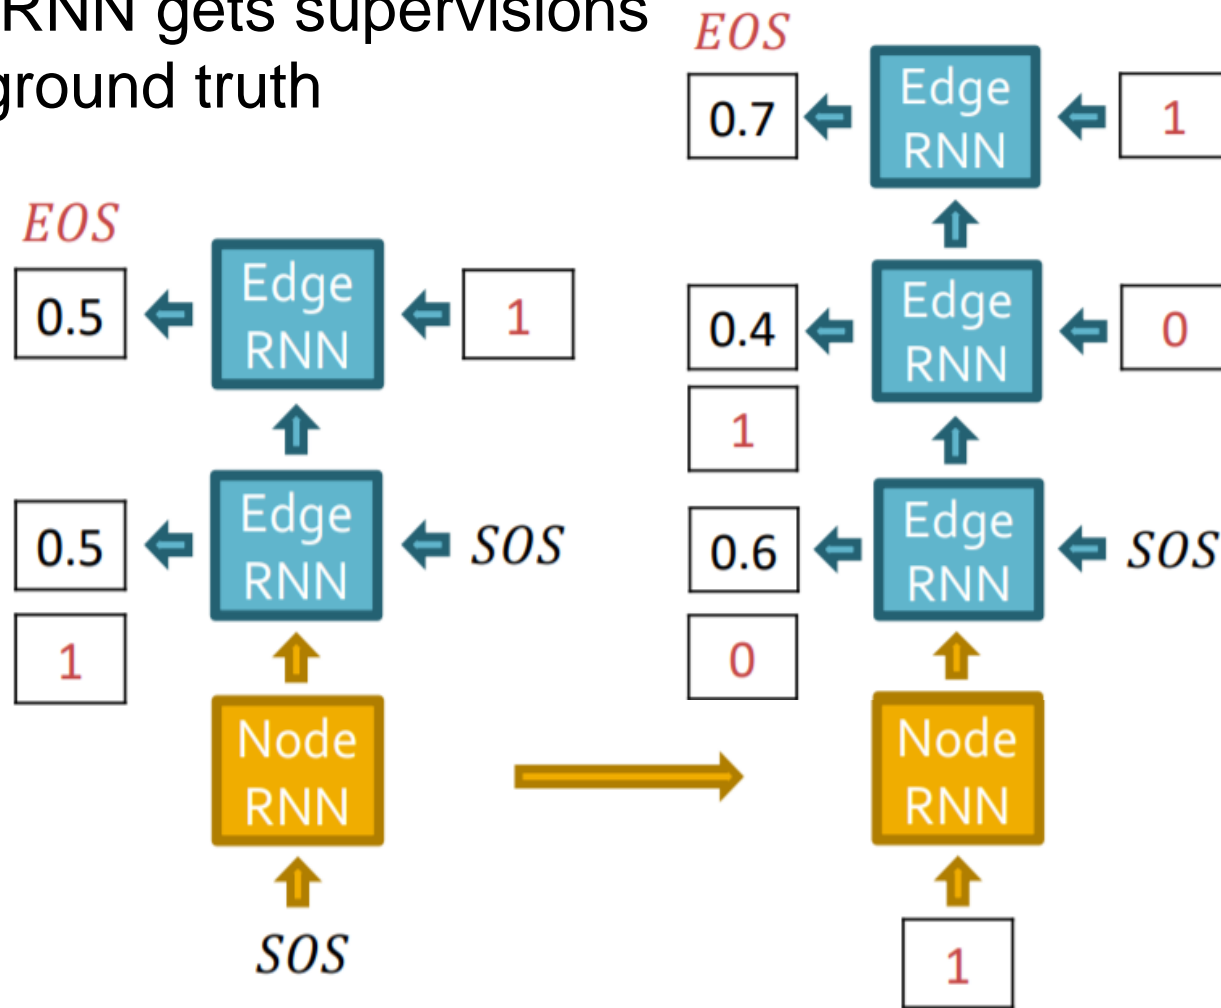 RNN gets supervisions
ground truth
EOS
0.5
Edge
RNN
1
0.5
Edge
RNN
SOS
1
Node
RNN
SOS
EOS
0.7
Edge
RNN
1
0.4
Edge
RNN
0
1
0.6
Edge
RNN
SOS
0
Node
RNN
1